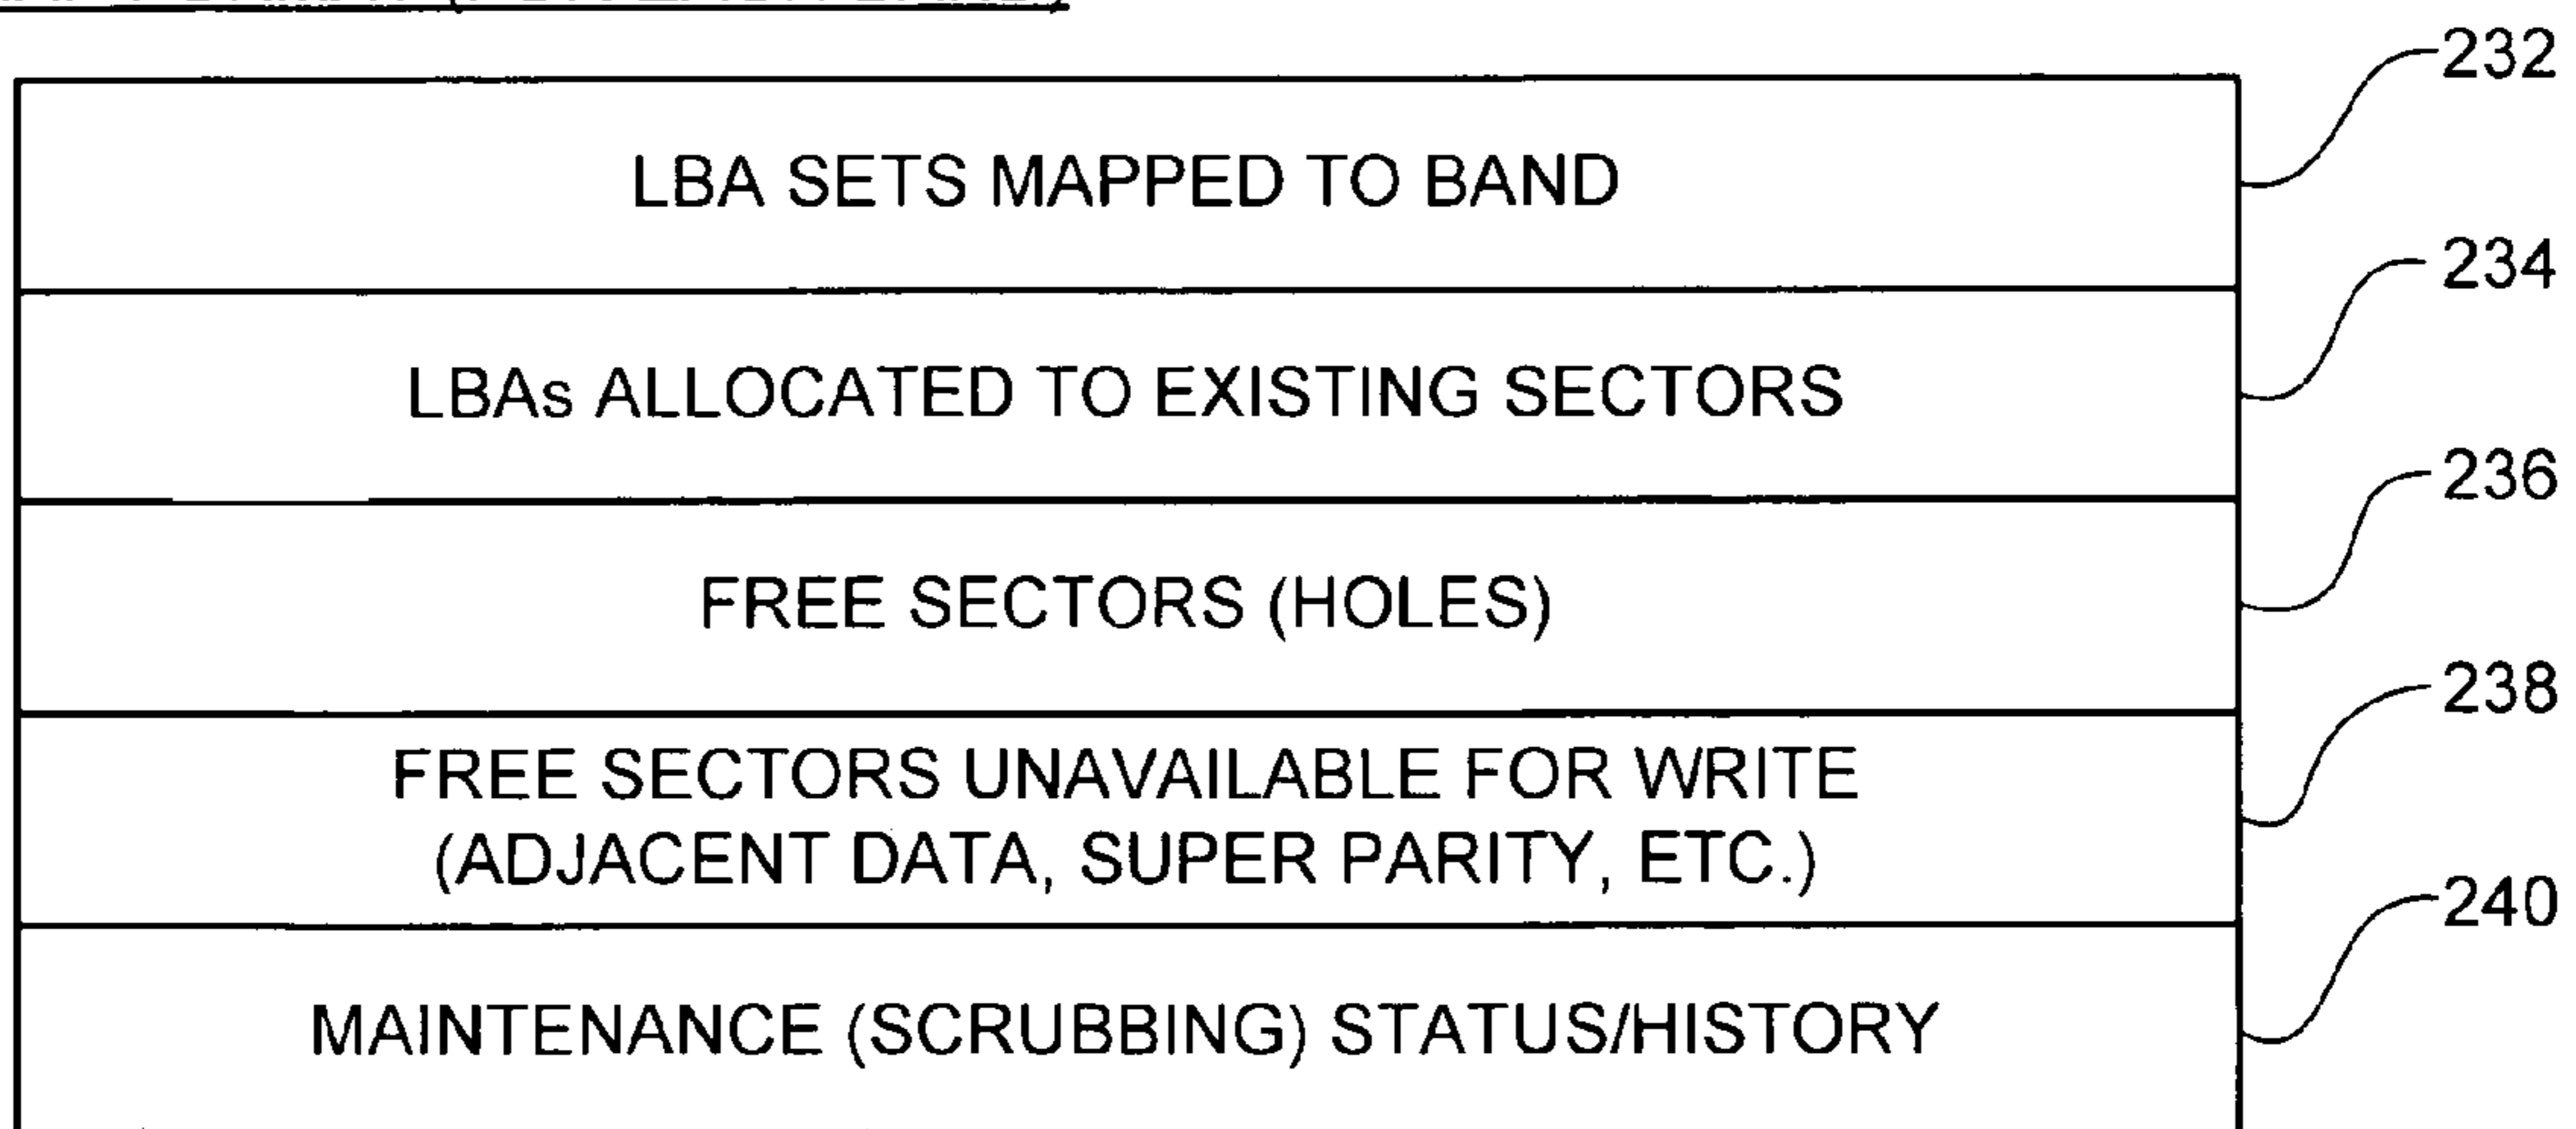 232
LBA SETS MAPPED TO BAND
234
LBAs ALLOCATED TO EXISTING SECTORS
236
FREE SECTORS (HOLES)
238
FREE SECTORS UNAVAILABLE FOR WRITE
(ADJACENT DATA, SUPER PARITY, ETC.)
240
MAINTENANCE (SCRUBBING) STATUS/HISTORY